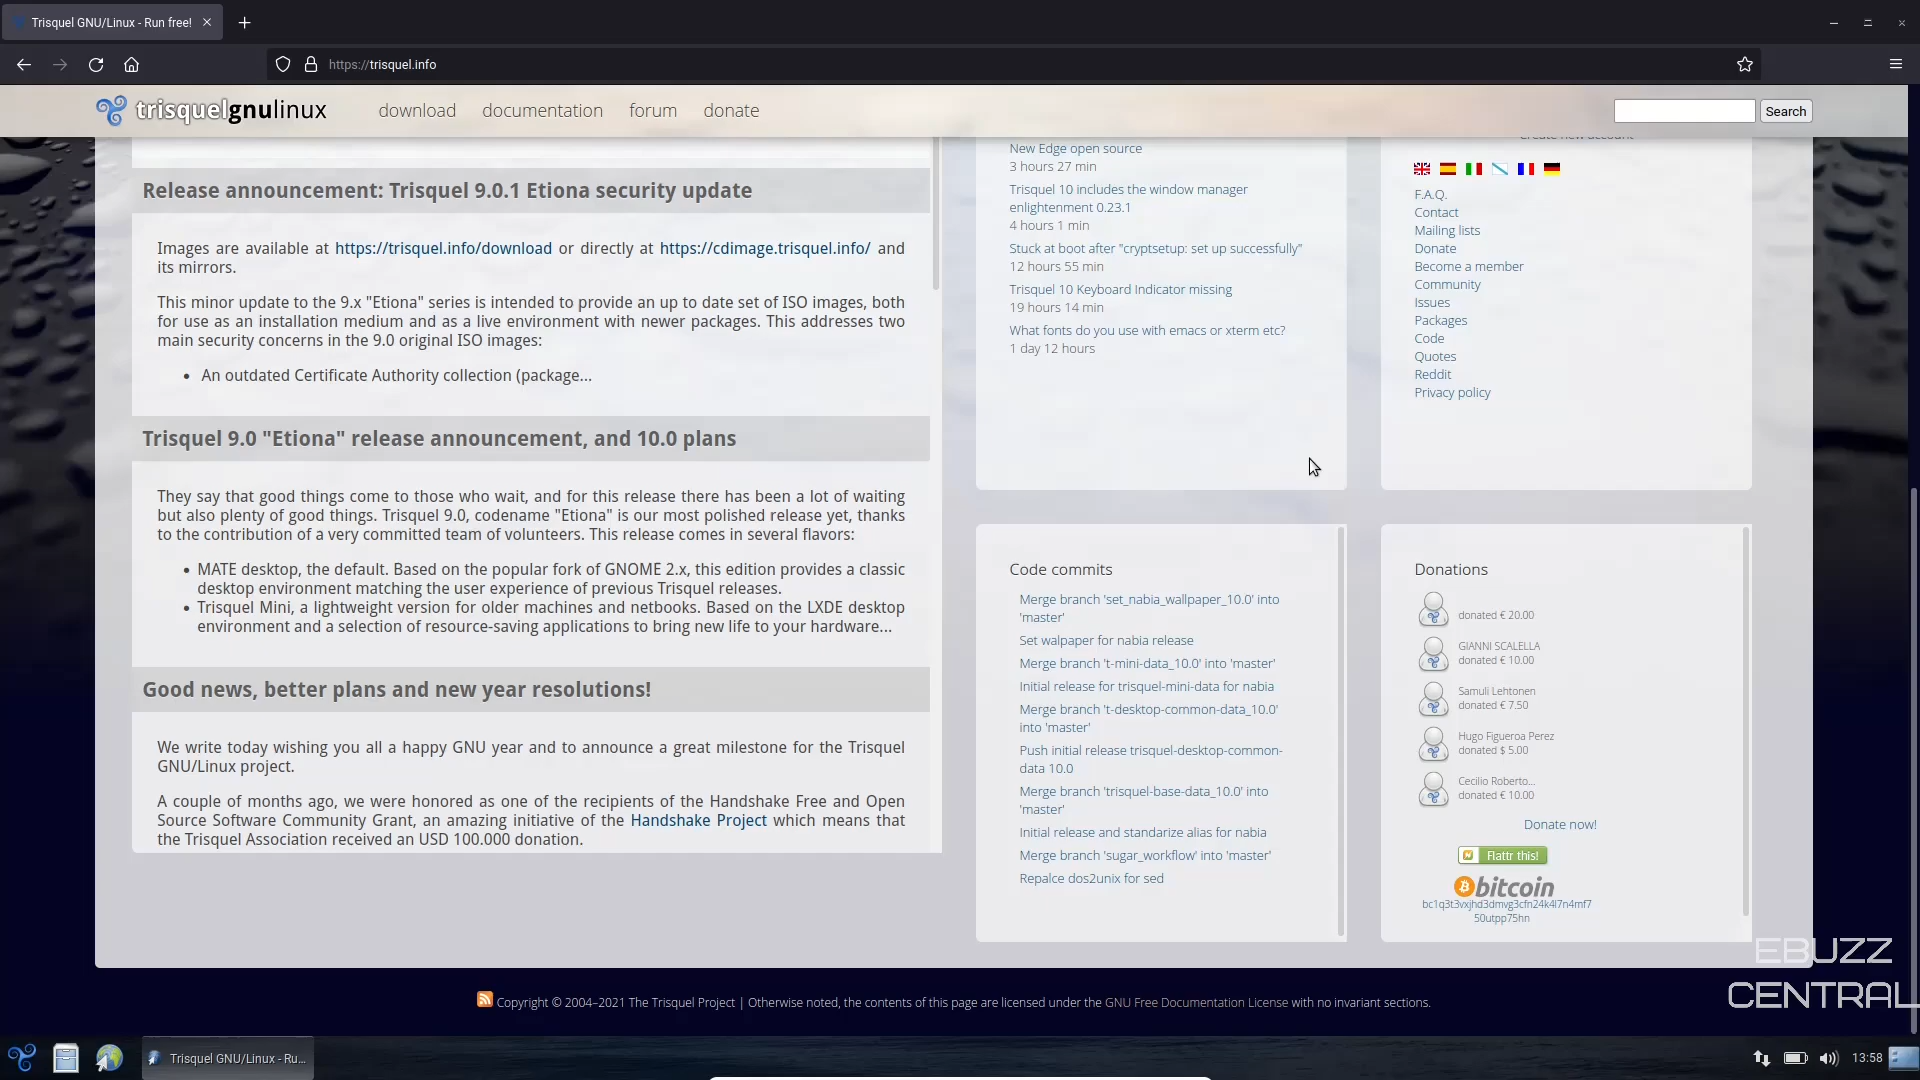 Trisquel GNU/Linux - Run free!
https://trisquel.info
trisquelgnulinux
download
documentation
forum
donate
Search
Release announcement: Trisquel 9.0.1 Etiona security update
Images are available at https://trisquel.info/download or directly at https://cdimage.trisquel.info/ and
its mirrors.
This minor update to the 9.x "Etiona" series is intended to provide an up to date set of ISO images, both
for use as an installation medium and as a live environment with newer packages. This addresses two
main security concerns in the 9.0 original ISO images:
• An outdated Certificate Authority collection (package...
Trisquel 9.0 "Etiona" release announcement, and 10.0 plans
They say that good things come to those who wait, and for this release there has been a lot of waiting
but also plenty of good things. Trisquel 9.0, codename "Etiona" is our most polished release yet, thanks
to the contribution of a very committed team of volunteers. This release comes in several flavors:
• MATE desktop, the default. Based on the popular fork of GNOME 2.x, this edition provides a classic
desktop environment matching the user experience of previous Trisquel releases.
• Trisquel Mini, a lightweight version for older machines and netbooks. Based on the LXDE desktop
environment and a selection of resource-saving applications to bring new life to your hardware...
Good news, better plans and new year resolutions!
We write today wishing you all a happy GNU year and to announce a great milestone for the Trisquel
GNU/Linux project.
A couple of months ago, we were honored as one of the recipients of the Handshake Free and Open
Source Software Community Grant, an amazing initiative of the Handshake Project which means that
the Trisquel Association received an USD 100.000 donation.
New Edge open source
3 hours 27 min
Trisquel 10 includes the window manager
enlightenment 0.23.1
4 hours 1 min
Stuck at boot after "cryptsetup: set up successfully"
12 hours 55 min
Trisquel 10 Keyboard Indicator missing
19 hours 14 min
What fonts do you use with emacs or xterm etc?
1 day 12 hours
Create new account
F.A.Q.
Contact
Mailing lists
Donate
Become a member
Community
Issues
Packages
Code
Quotes
Reddit
Privacy policy
Code commits
Merge branch 'set_nabia_wallpaper_10.0' into
'master'
Set walpaper for nabia release
Merge branch 't-mini-data_10.0' into 'master'
Initial release for trisquel-mini-data for nabia
Merge branch 't-desktop-common-data_10.0'
into 'master'
Push initial release trisquel-desktop-common-
data 10.0
Merge branch 'trisquel-base-data_10.0' into
'master'
Initial release and standarize alias for nabia
Merge branch 'sugar_workflow' into 'master'
Repalce dos2unix for sed
Donations
donated € 20.00
GIANNI SCALELLA
donated € 10.00
Samuli Lehtonen
donated € 7.50
Hugo Figueroa Perez
donated $ 5.00
Cecilio Roberto...
donated € 10.00
Donate now!
Flattr this!
bitcoin
bc1q3t3vxjhd3dmvg3cfn24k4l7n4mf7
50utpp75hn
EBUZZ
CENTRAL
Copyright © 2004–2021 The Trisquel Project | Otherwise noted, the contents of this page are licensed under the GNU Free Documentation License with no invariant sections.
Trisquel GNU/Linux - Ru...
13:58